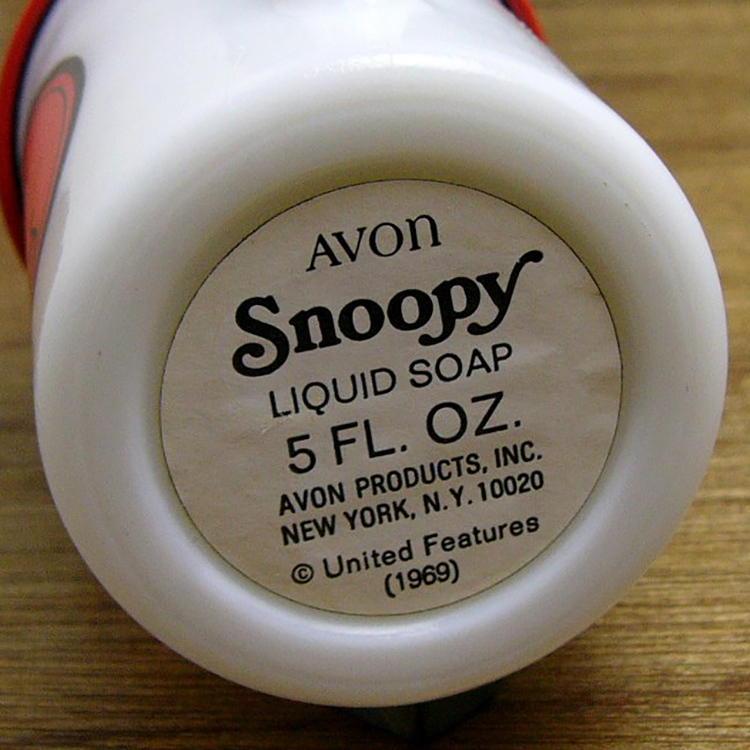 AVON
Snoopy
LIQUID SOAP
5 FL. OZ.
AVON PRODUCTS, INC.
NEW YORK, N.Y. 10020
© United Features
(1969)